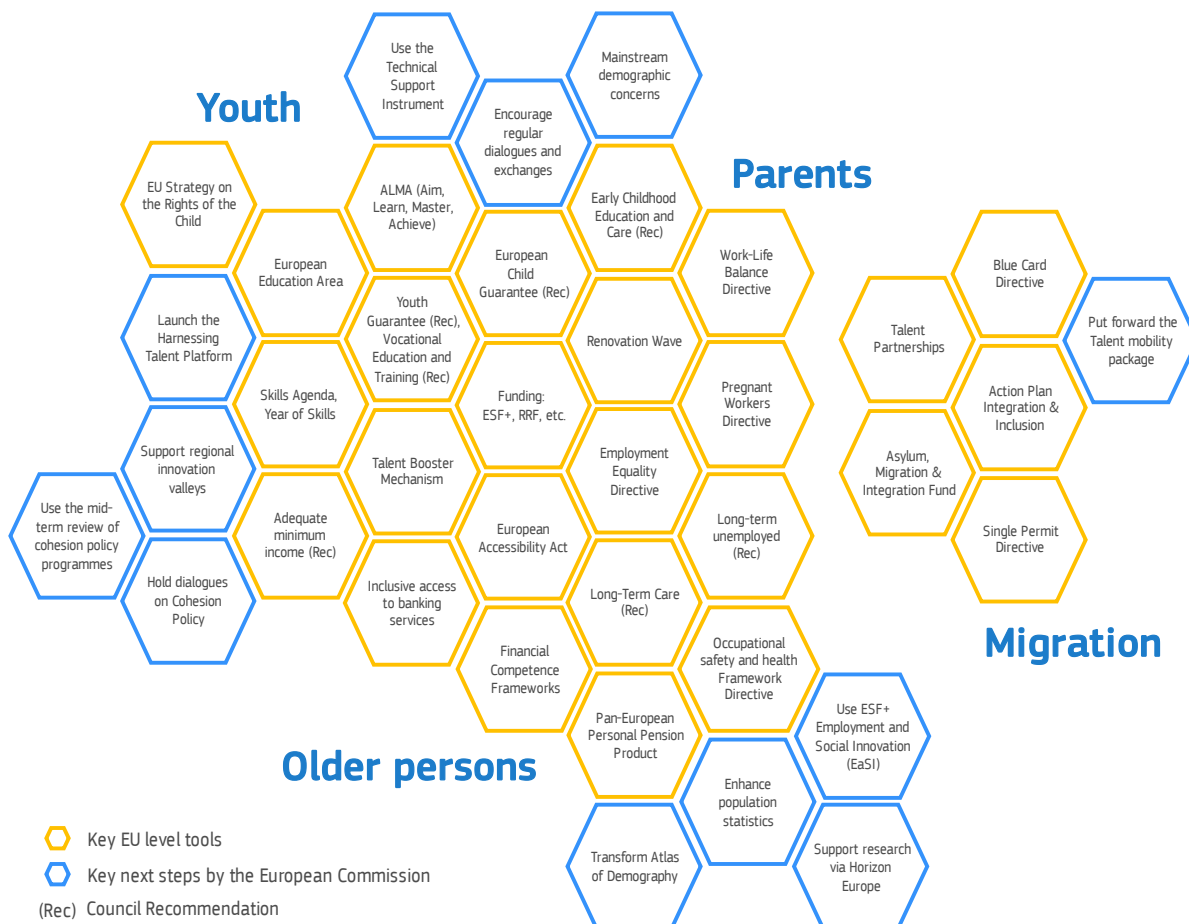 Use the
Technical
Support
Instrument
Mainstream
demographic
concerns
Youth
Encourage
regular
dialogues and
exchanges
Parents
EU Strategy on
the Rights of the
Child
ALMA (Aim,
Learn, Master,
Achieve)
Early Childhood
Education and
Care (Rec)
European
Education Area
European
Child
Guarantee (Rec)
Work-Life
Balance
Directive
Blue Card
Directive
Launch the
Harnessing
Talent Platform
Youth
Guarantee (Rec),
Vocational
Education and
Training (Rec)
Renovation Wave
Talent
Partnerships
Put forward the
Talent mobility
package
Skills Agenda,
Year of Skills
Funding:
ESF+, RRF, etc.
Pregnant
Workers
Directive
Action Plan
Integration &
Inclusion
Support regional
innovation
valleys
Talent Booster
Mechanism
Employment
Equality
Directive
Asylum,
Migration &
Integration Fund
Use the mid-
term review of
cohesion policy
programmes
Adequate
minimum
income (Rec)
European
Accessibility Act
Long-term
unemployed
(Rec)
Single Permit
Directive
Hold dialogues
on Cohesion
Policy
Inclusive access
to banking
services
Long-Term Care
(Rec)
Migration
Financial
Competence
Frameworks
Occupational
safety and health
Framework
Directive
Older persons
Pan-European
Personal Pension
Product
Use ESF+
Employment and
Social Innovation
(EaSI)
Enhance
population
statistics
Transform Atlas
of Demography
Support research
via Horizon
Europe
Key EU level tools
Key next steps by the European Commission
(Rec) Council Recommendation